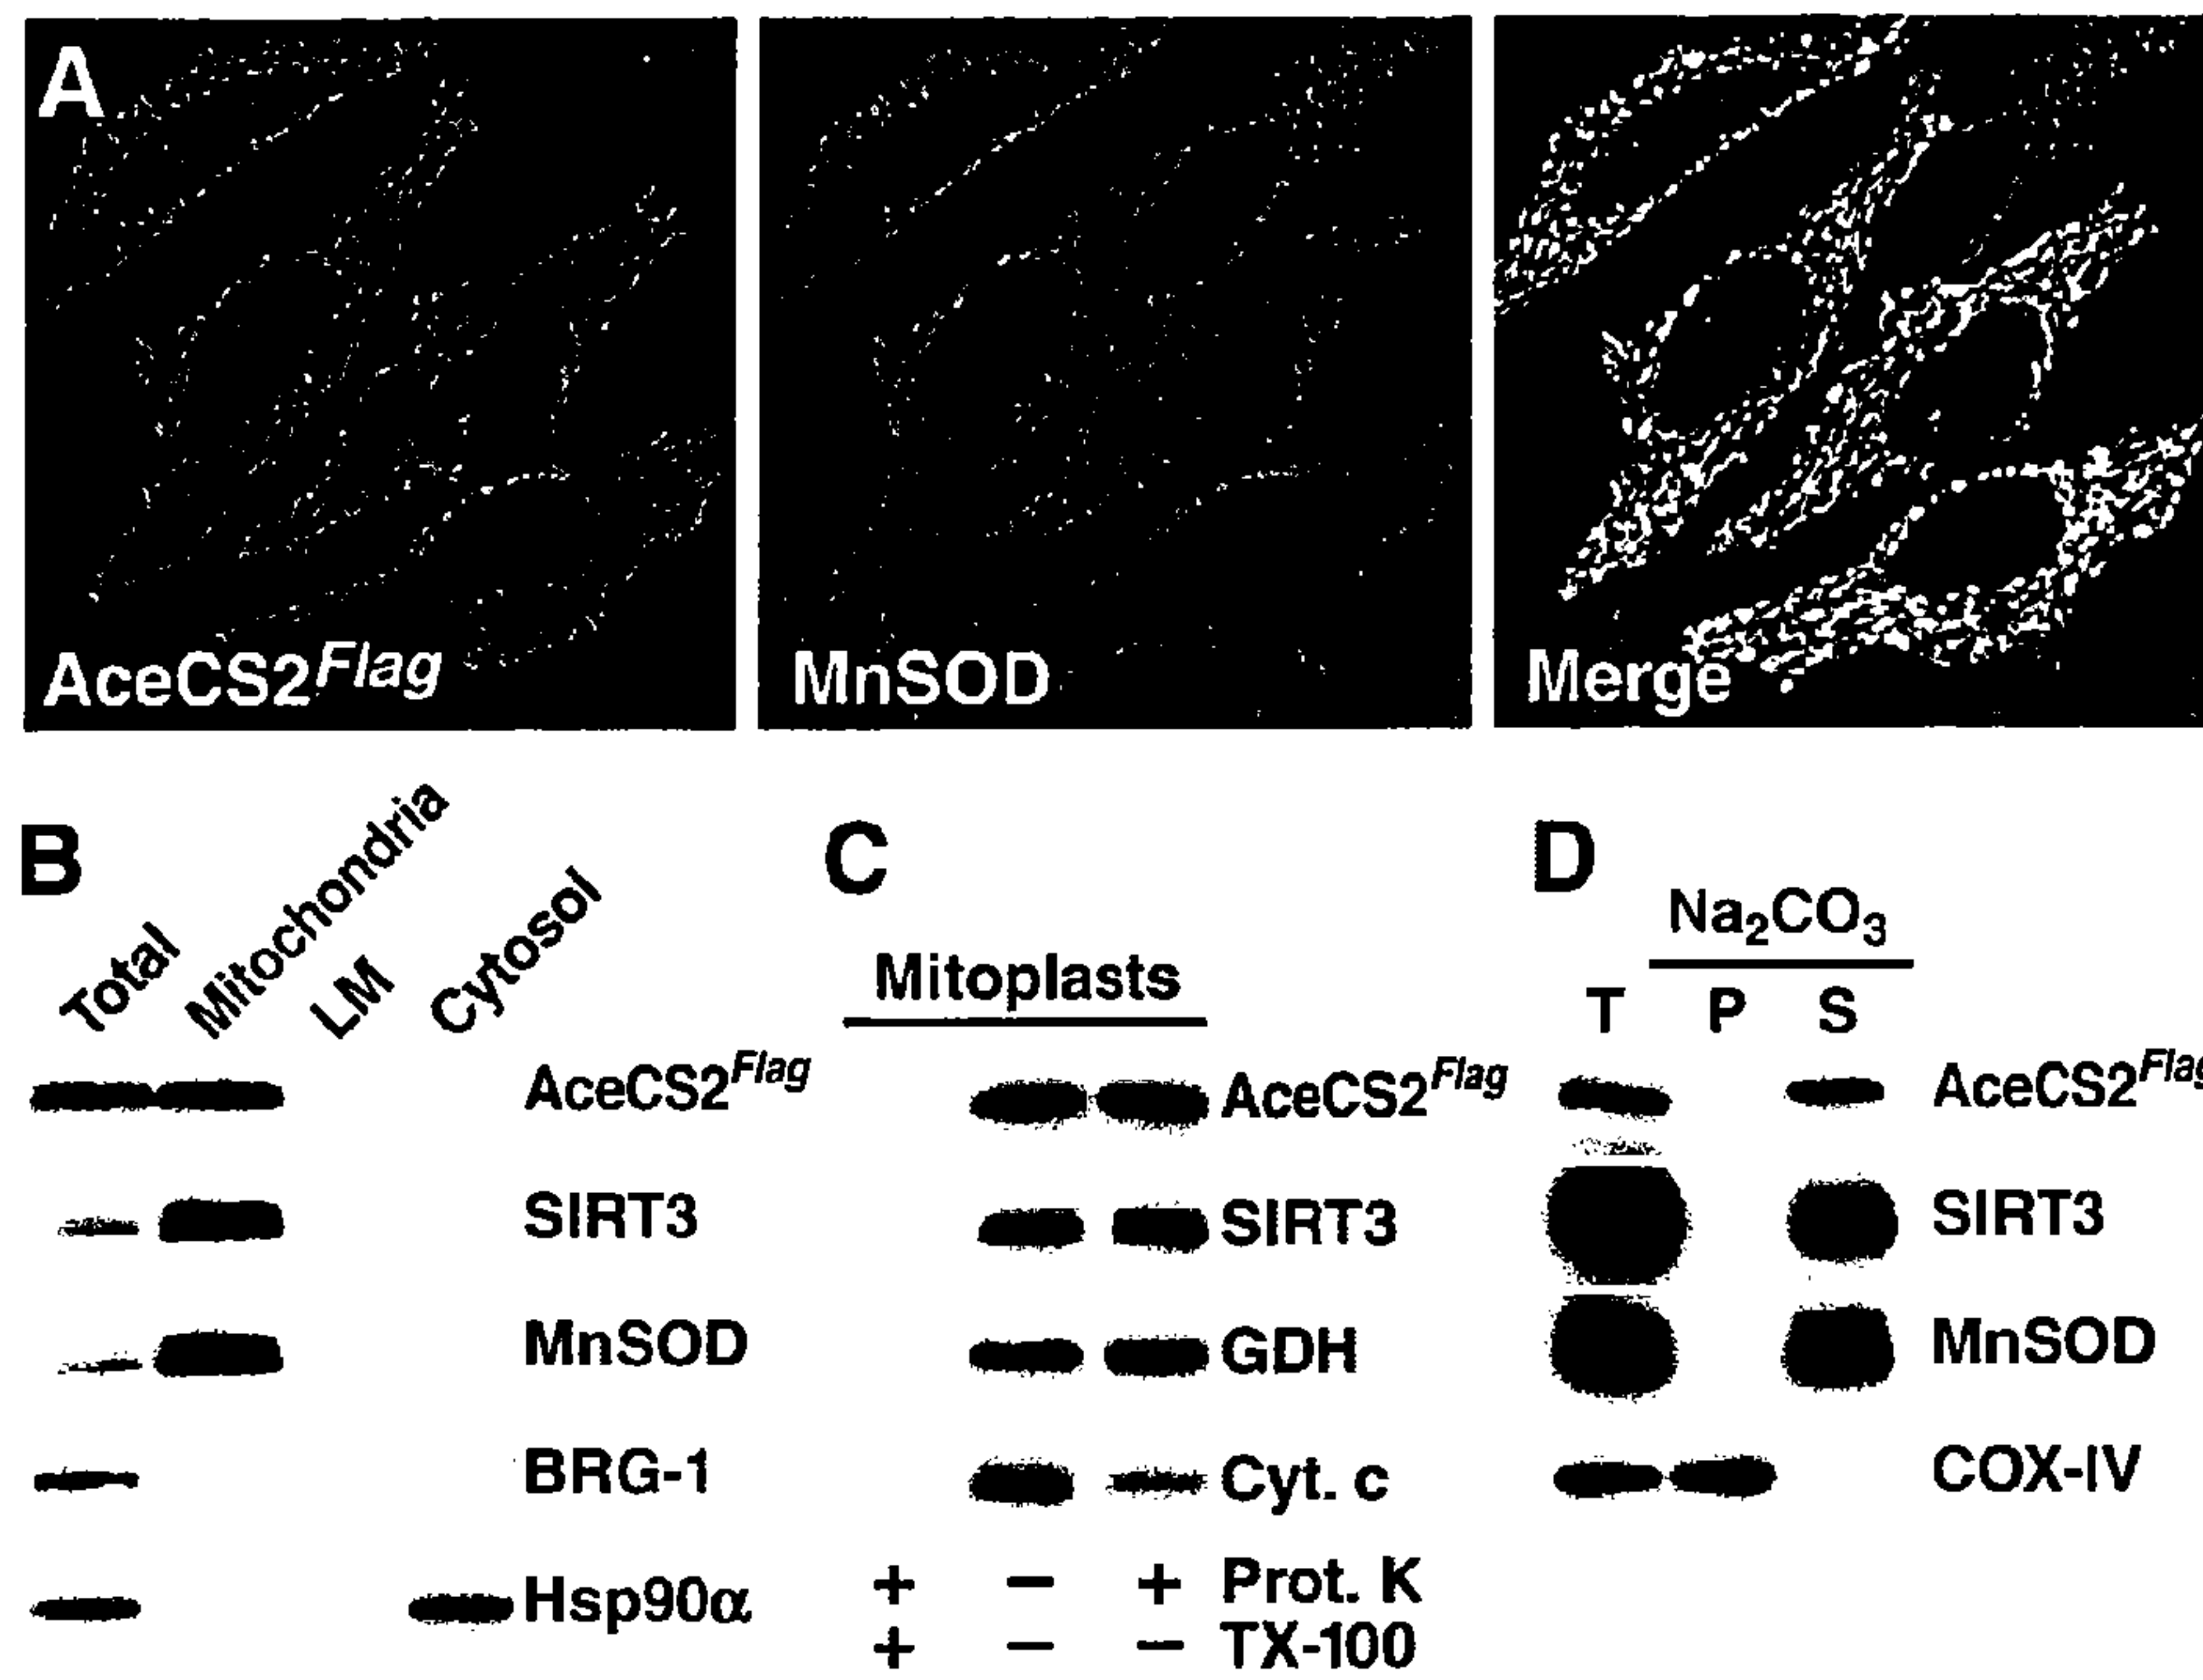 A
AceCS2Flag
MnSOD
Merge
B
Total
Mitochondria
LM
Cytosol
AceCS2Flag
SIRT3
MnSOD
BRG-1
Hsp90α
C
Mitoplasts
AceCS2Flag
SIRT3
GDH
Cyt. c
+ − + Prot. K
+ − − TX-100
D
Na₂CO₃
T P S
AceCS2Flag
SIRT3
MnSOD
COX-IV